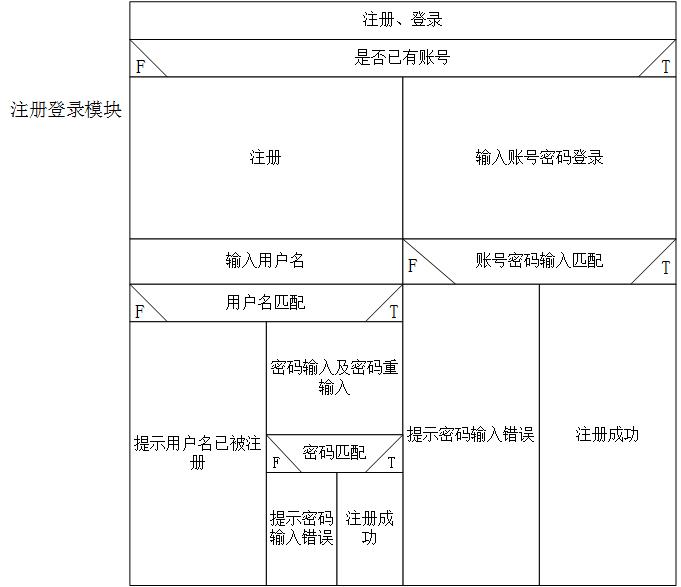 注册、登录
是否已有账号
F
T
注册登录模块
注册
输入账号密码登录
输入用户名
账号密码输入匹配
F
T
用户名匹配
F
T
密码输入及密码重
输入
提示用户名已被注
册
密码匹配
F
T
提示密码输入错误
注册成功
提示密码
输入错误
注册成
功